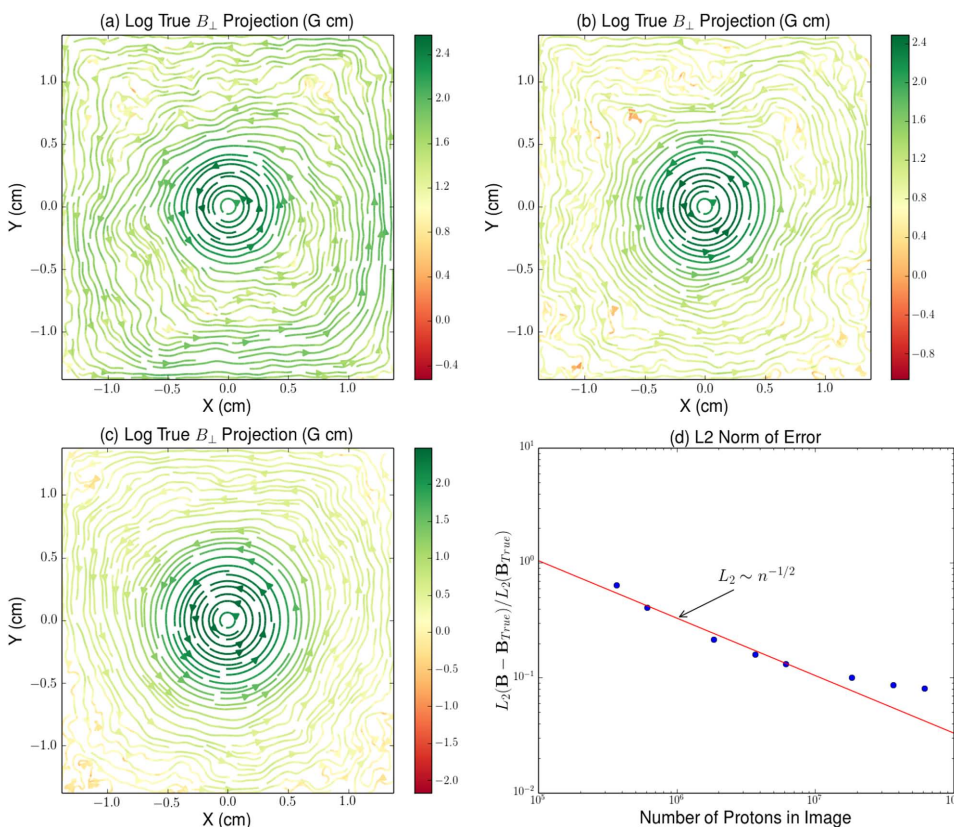 (a) Log True B⊥ Projection (G cm)
1.0
0.5
0.0
−0.5
−1.0
Y (cm)
−1.0 −0.5 0.0 0.5 1.0
X (cm)
2.4
2.0
1.6
1.2
0.8
0.4
0.0
−0.4
(b) Log True B⊥ Projection (G cm)
1.0
0.5
0.0
−0.5
−1.0
Y (cm)
−1.0 −0.5 0.0 0.5 1.0
X (cm)
2.4
2.0
1.6
1.2
0.8
0.4
0.0
−0.4
−0.8
(c) Log True B⊥ Projection (G cm)
1.0
0.5
0.0
−0.5
−1.0
Y (cm)
−1.0 −0.5 0.0 0.5 1.0
X (cm)
2.0
1.5
1.0
0.5
0.0
−0.5
−1.0
−1.5
−2.0
(d) L2 Norm of Error
10¹
10⁰
10⁻¹
10⁻²
L₂(B − B_True)/L₂(B_True)
L₂ ∼ n⁻¹/²
10⁵ 10⁶ 10⁷
Number of Protons in Image